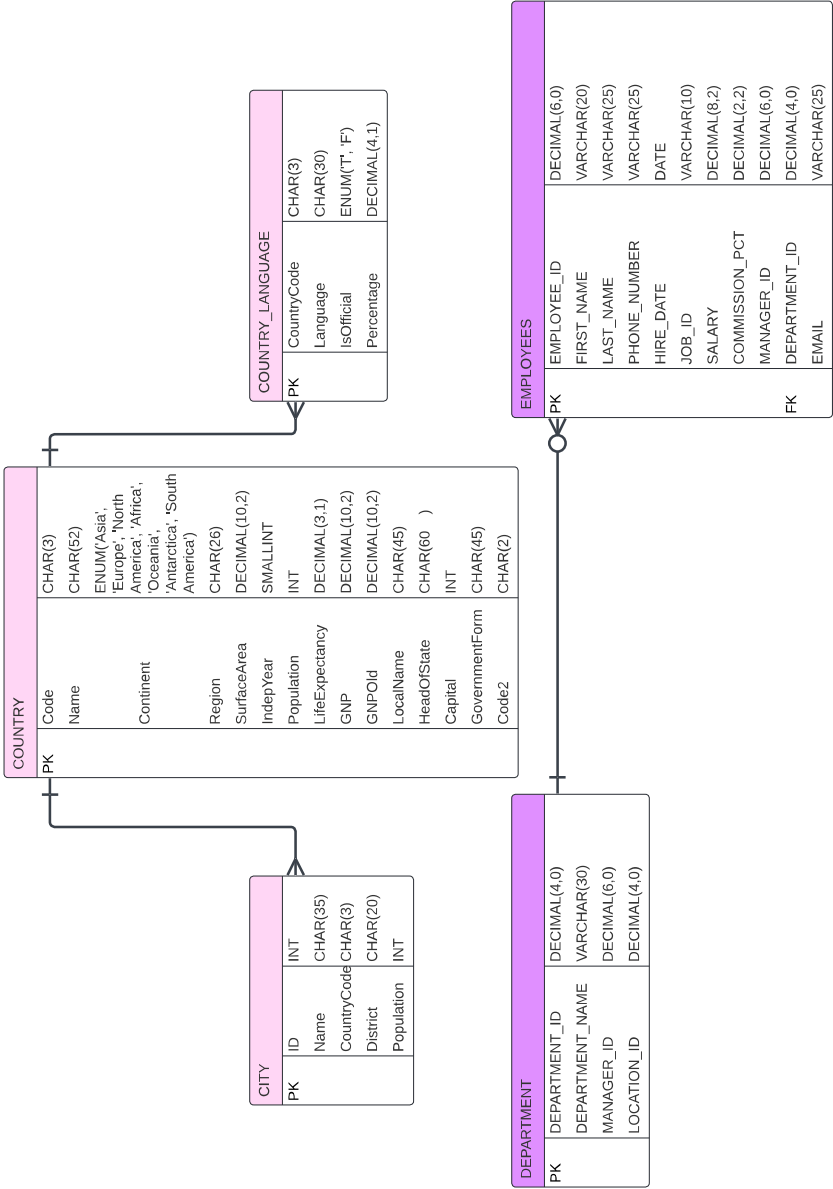 CITY
PK ID INT
Name CHAR(35)
CountryCode CHAR(3)
District CHAR(20)
Population INT
COUNTRY
PK Code CHAR(3)
Name CHAR(52)
Continent ENUM('Asia',
'Europe', 'North
America', 'Africa',
'Oceania',
'Antarctica', 'South
America')
Region CHAR(26)
SurfaceArea DECIMAL(10,2)
IndepYear SMALLINT
Population INT
LifeExpectancy DECIMAL(3,1)
GNP DECIMAL(10,2)
GNPOld DECIMAL(10,2)
LocalName CHAR(45)
HeadOfState CHAR(60 )
Capital INT
GovernmentForm CHAR(45)
Code2 CHAR(2)
COUNTRY_LANGUAGE
PK CountryCode CHAR(3)
Language CHAR(30)
IsOfficial ENUM('T', 'F')
Percentage DECIMAL(4,1)
DEPARTMENT
PK DEPARTMENT_ID DECIMAL(4,0)
DEPARTMENT_NAME VARCHAR(30)
MANAGER_ID DECIMAL(6,0)
LOCATION_ID DECIMAL(4,0)
EMPLOYEES
PK EMPLOYEE_ID DECIMAL(6,0)
FIRST_NAME VARCHAR(20)
LAST_NAME VARCHAR(25)
PHONE_NUMBER VARCHAR(25)
HIRE_DATE DATE
JOB_ID VARCHAR(10)
SALARY DECIMAL(8,2)
COMMISSION_PCT DECIMAL(2,2)
MANAGER_ID DECIMAL(6,0)
FK DEPARTMENT_ID DECIMAL(4,0)
EMAIL VARCHAR(25)